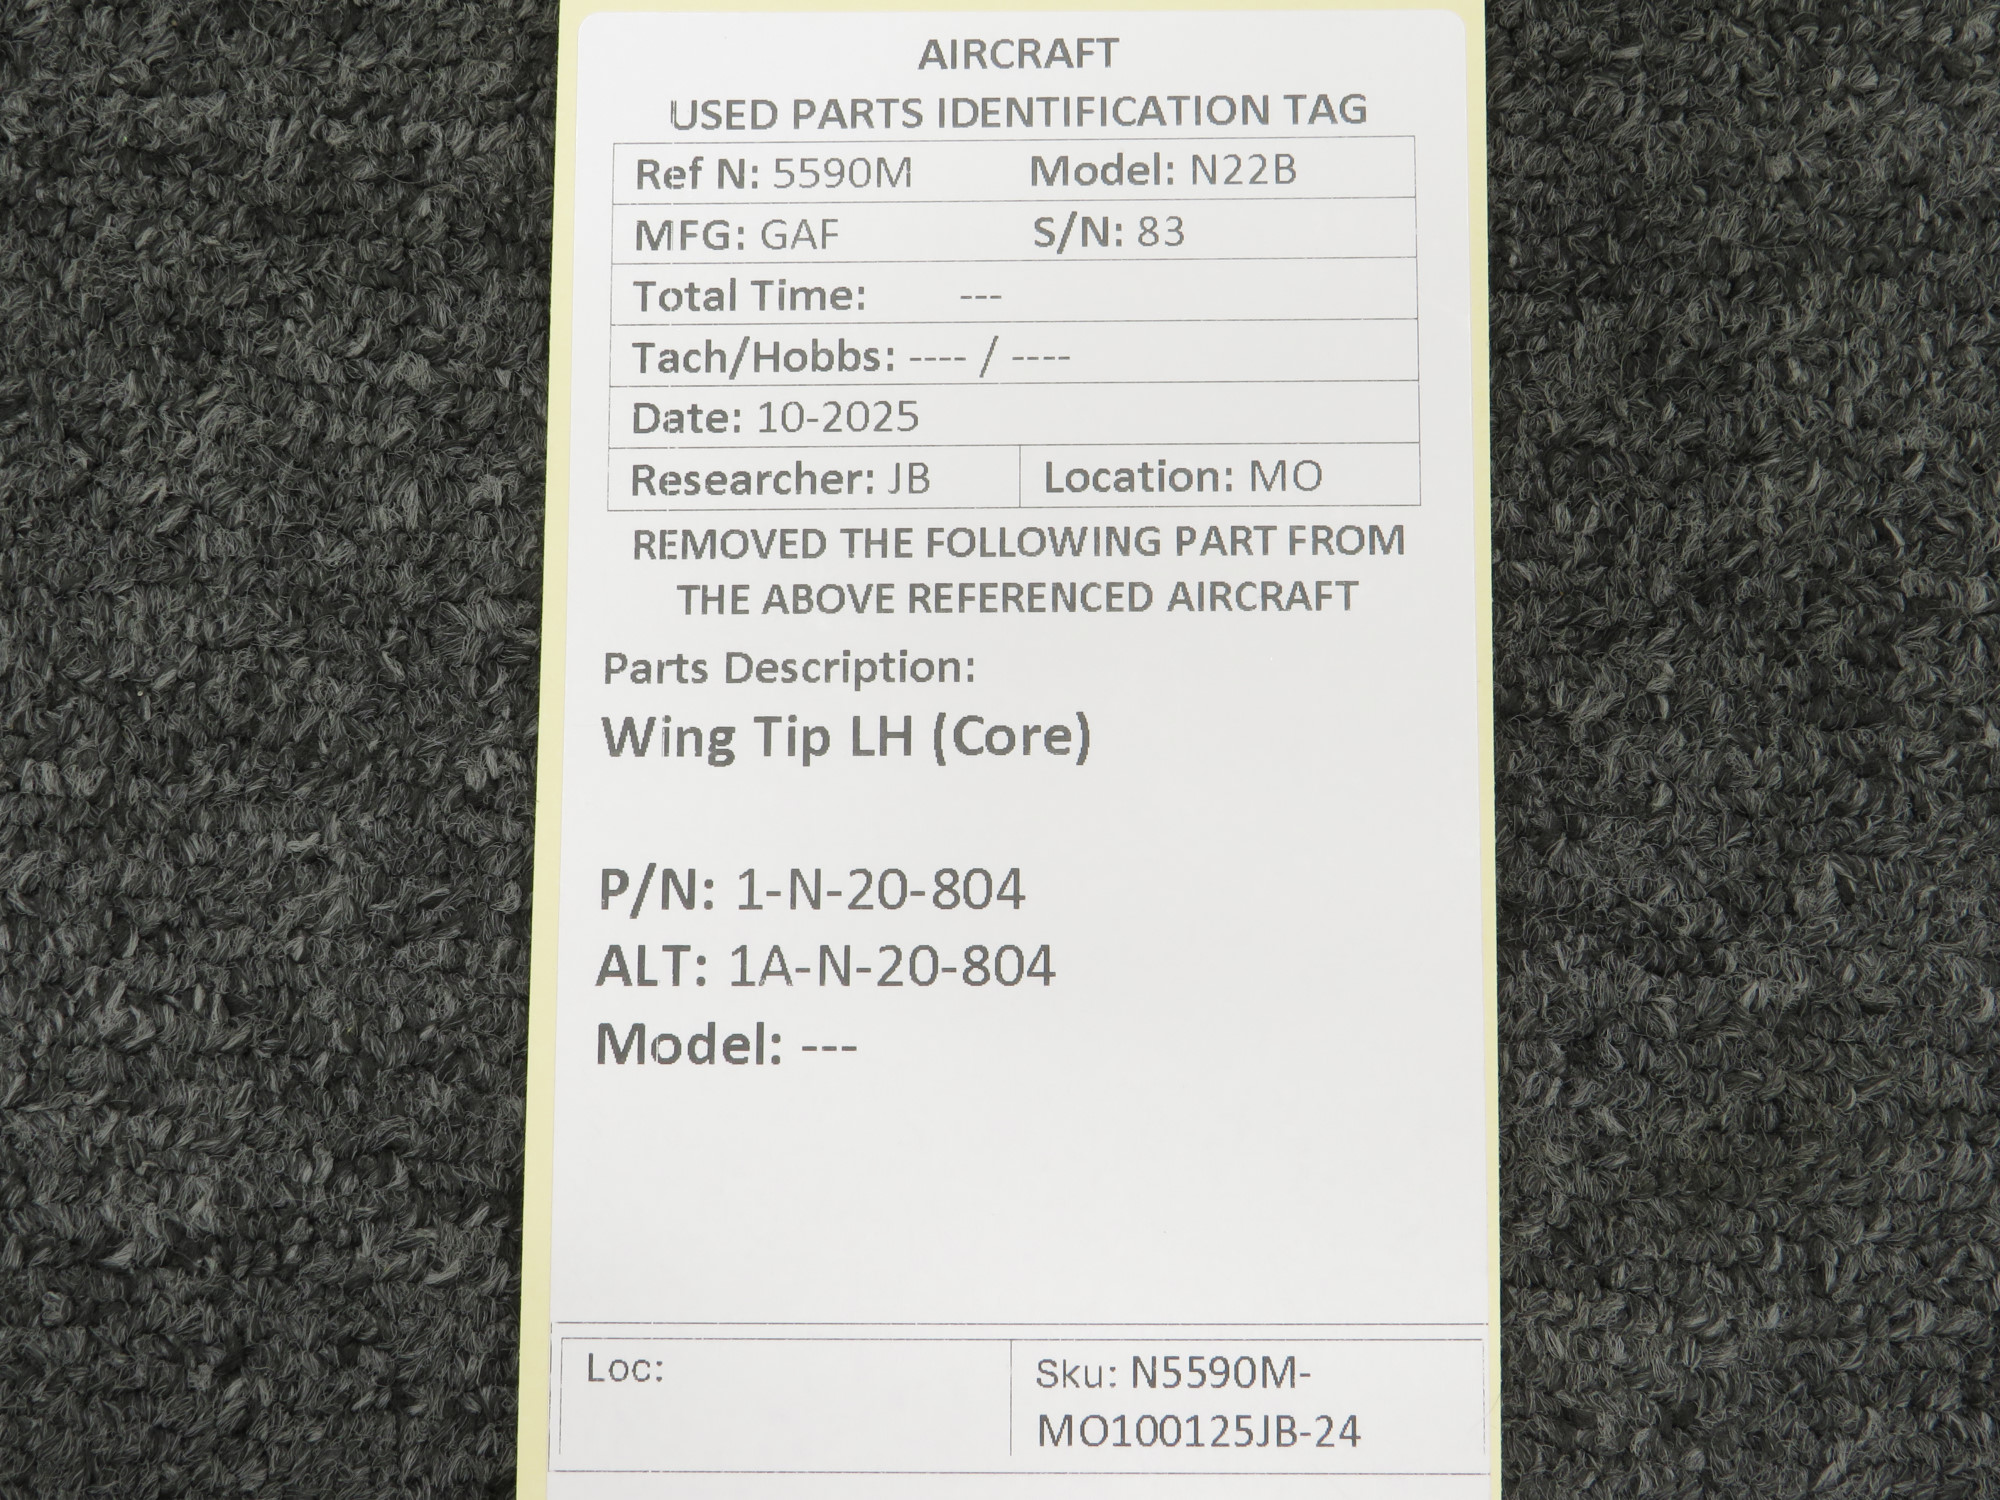 AIRCRAFT
USED PARTS IDENTIFICATION TAG
Ref N: 5590M Model: N22B
MFG: GAF S/N: 83
Total Time: ---
Tach/Hobbs: ---- / ----
Date: 10-2025
Researcher: JB Location: MO
REMOVED THE FOLLOWING PART FROM
THE ABOVE REFERENCED AIRCRAFT
Parts Description:
Wing Tip LH (Core)
P/N: 1-N-20-804
ALT: 1A-N-20-804
Model: ---
Loc:
Sku: N5590M-
MO100125JB-24